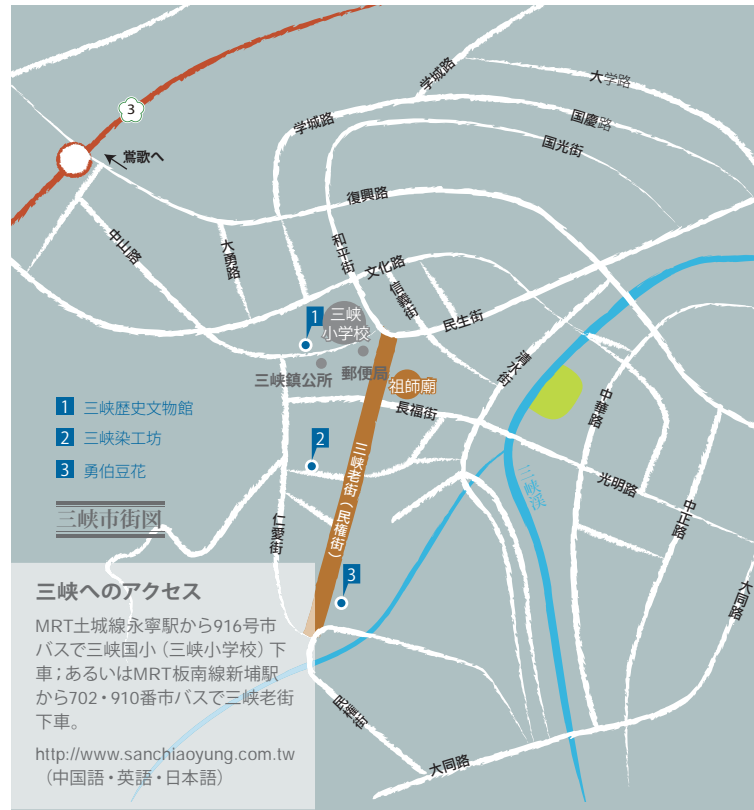 学城路
大学路
3
国慶路
学城路
国光街
鶯歌へ
復興路
中山路
大勇路
和平街
文化路
信義街
民生街
1
三峡
小学校
清水街
郵便局
三峡鎮公所
祖師廟
中華路
長福街
1 三峡歴史文物館
2 三峡染工坊
3 勇伯豆花
2
三峡老街（民権街）
光明路
三峡渓
中正路
三峡市街図
仁愛街
3
大同路
三峡へのアクセス
MRT土城線永寧駅から916号市
バスで三峡国小（三峡小学校）下
車；あるいはMRT板南線新埔駅
から702・910番市バスで三峡老街
下車。
http://www.sanchiaoyung.com.tw
（中国語・英語・日本語）
民権街
大同路